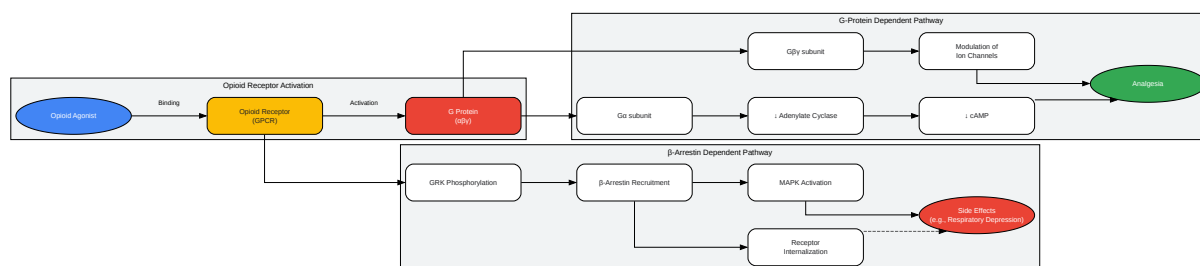 G-Protein Dependent Pathway
Gβγ subunit
Modulation of
Ion Channels
Analgesia
Opioid Receptor Activation
Opioid Agonist
Binding
Opioid Receptor
(GPCR)
Activation
G Protein
(αβγ)
Gα subunit
↓ Adenylate Cyclase
↓ cAMP
β-Arrestin Dependent Pathway
GRK Phosphorylation
β-Arrestin Recruitment
MAPK Activation
Side Effects
(e.g., Respiratory Depression)
Receptor
Internalization